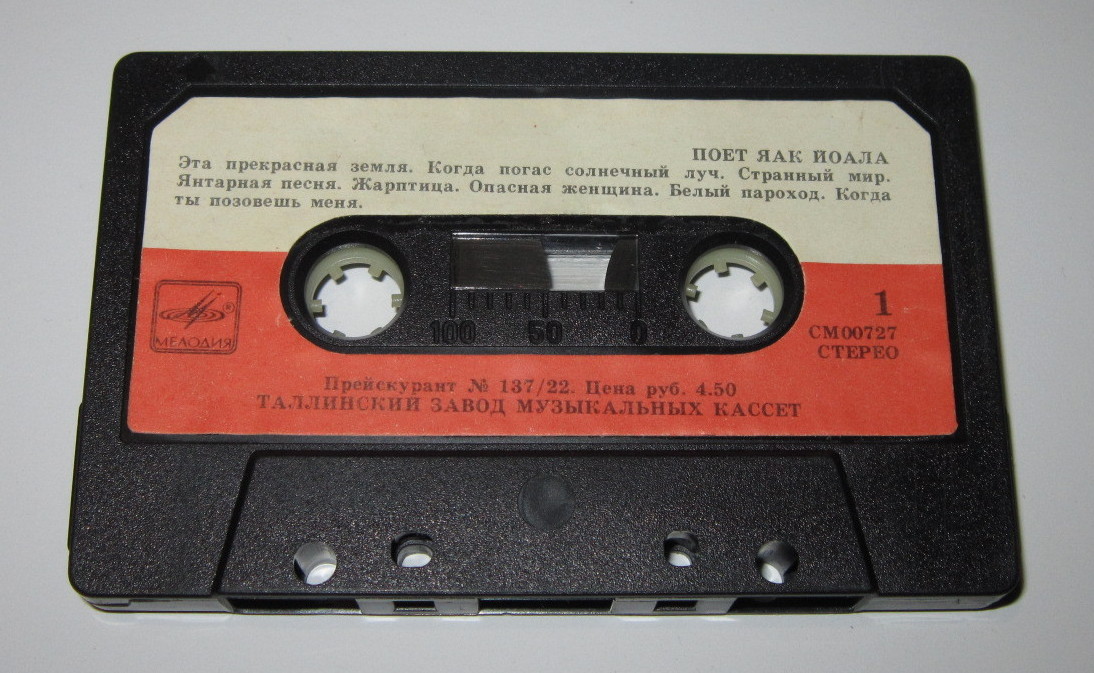 ПОЕТ ЯАК ЙОАЛА
Эта прекрасная земля. Когда погас солнечный луч. Странный мир.
Янтарная песня. Жарптица. Опасная женщина. Белый пароход. Когда
ты позовешь меня.
100 50 0
МЕЛОДИЯ ®
1
СМ00727
СТЕРЕО
Прейскурант № 137/22. Цена руб. 4.50
ТАЛЛИНСКИЙ ЗАВОД МУЗЫКАЛЬНЫХ КАССЕТ